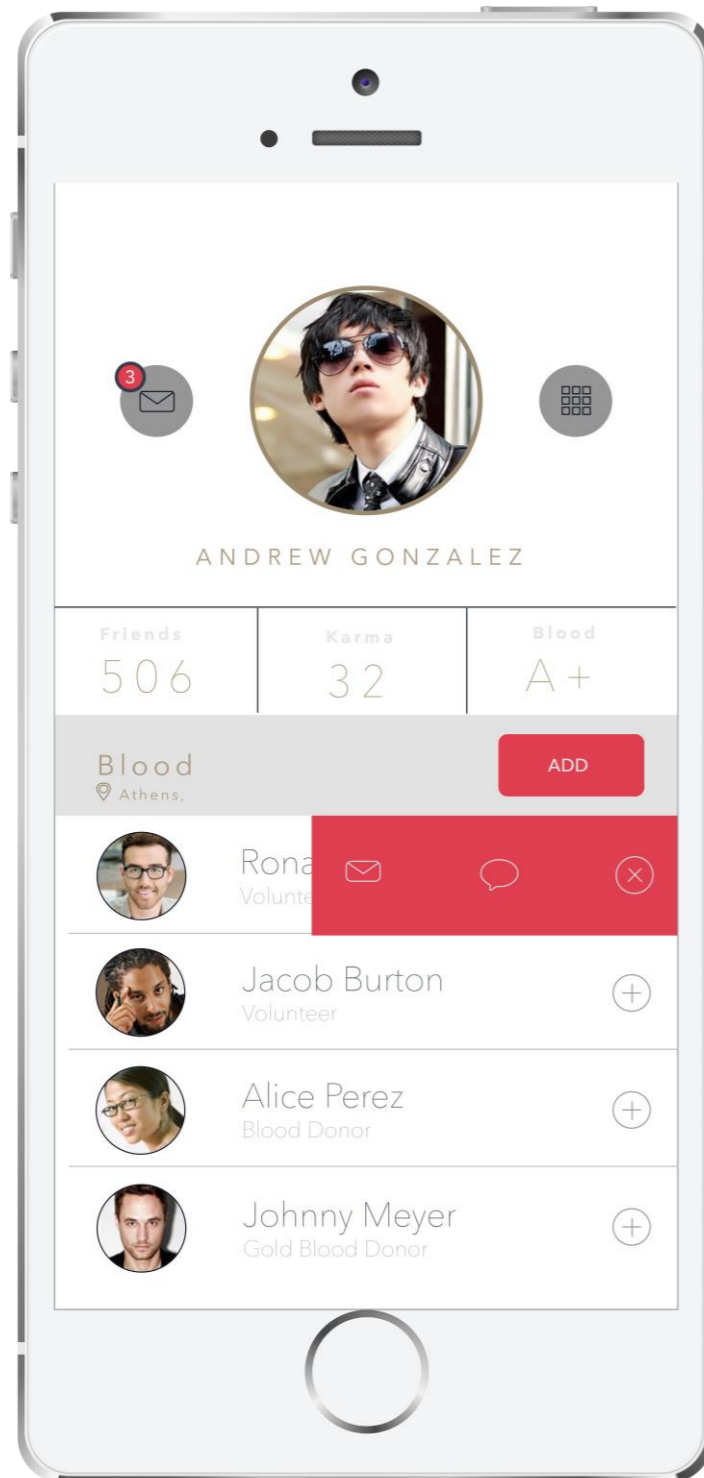 3
ANDREW GONZALEZ
Friends
Karma
Blood
506
32
A+
Blood
ADD
Athens,
Rona
Volunte
Jacob Burton
Volunteer
Alice Perez
Blood Donor
Johnny Meyer
Gold Blood Donor